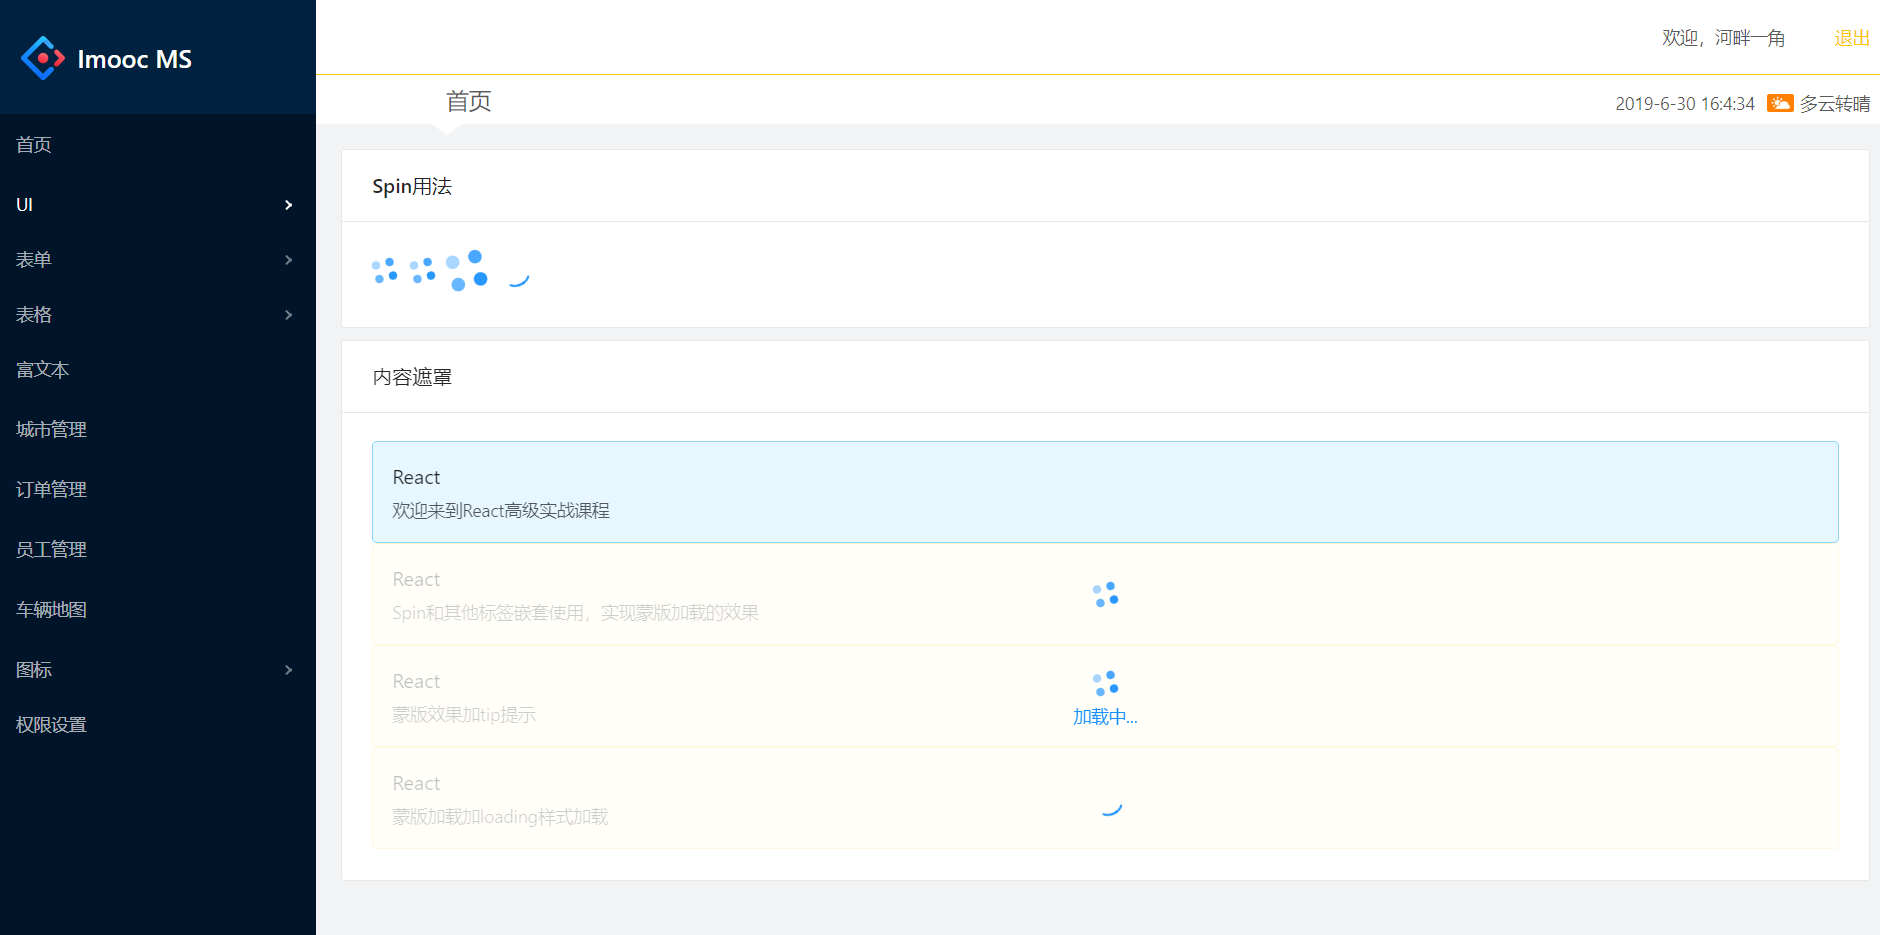 Imooc MS
首页
UI
表单
表格
富文本
城市管理
订单管理
员工管理
车辆地图
图标
权限设置
欢迎，河畔一角 退出
首页
2019-6-30 16:4:34 多云转晴
Spin用法
内容遮罩
React
欢迎来到React高级实战课程
React
Spin和其他标签嵌套使用，实现蒙版加载的效果
React
蒙版效果加tip提示
加载中...
React
蒙版加载加loading样式加载